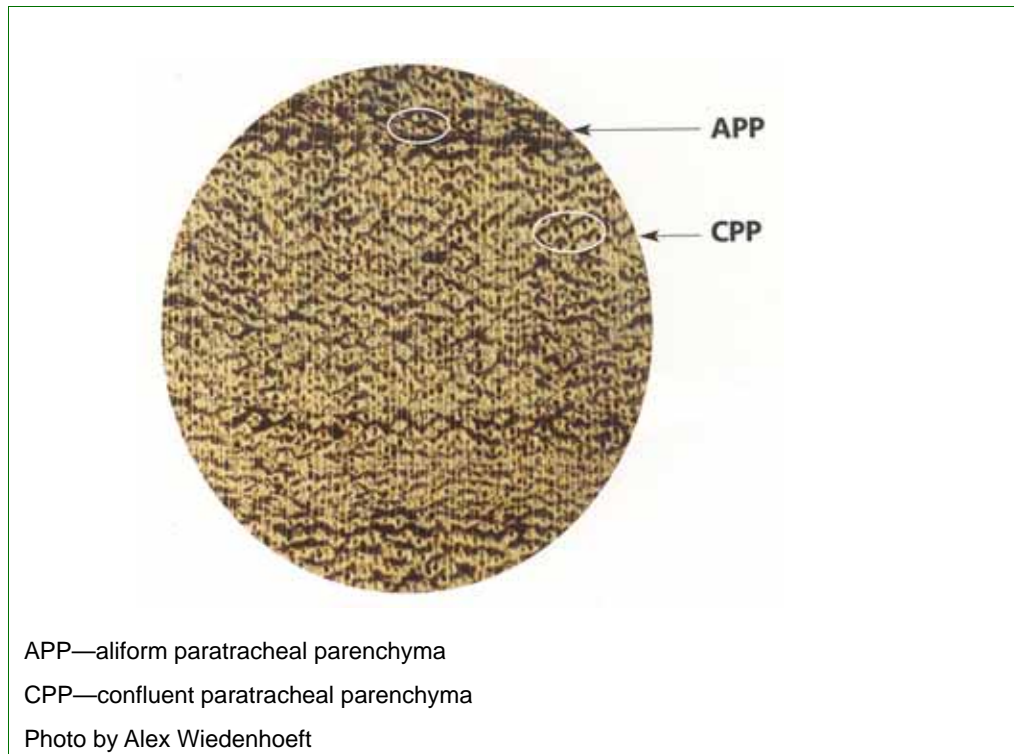 APP
CPP
APP—aliform paratracheal parenchyma
CPP—confluent paratracheal parenchyma
Photo by Alex Wiedenhoeft